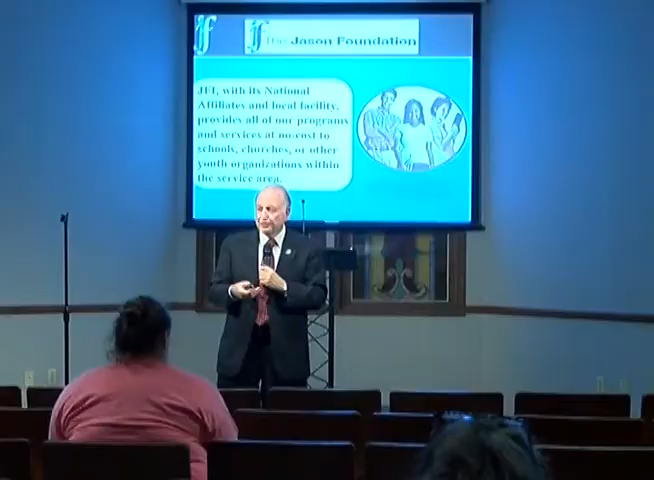 The Jason Foundation
JFI, with its National
Affiliates and local facility,
provides all of our programs
and services at no-cost to
schools, churches, or other
youth organizations within
the service area.